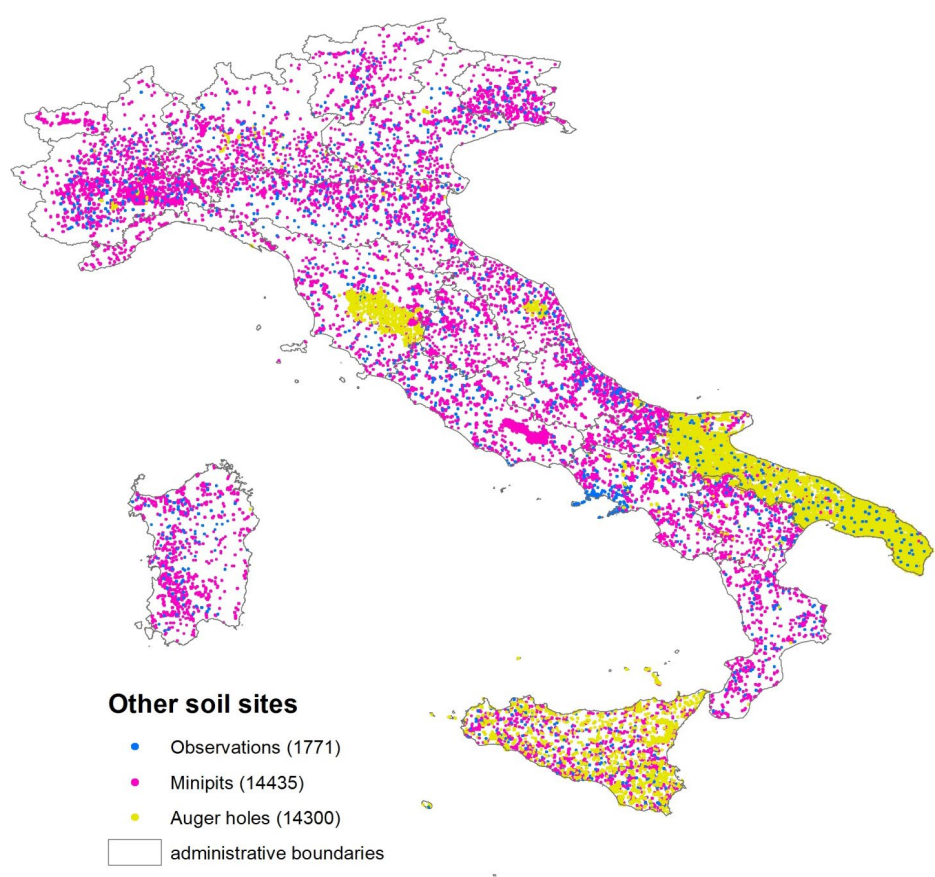 Other soil sites
Observations (1771)
Minipits (14435)
Auger holes (14300)
administrative boundaries